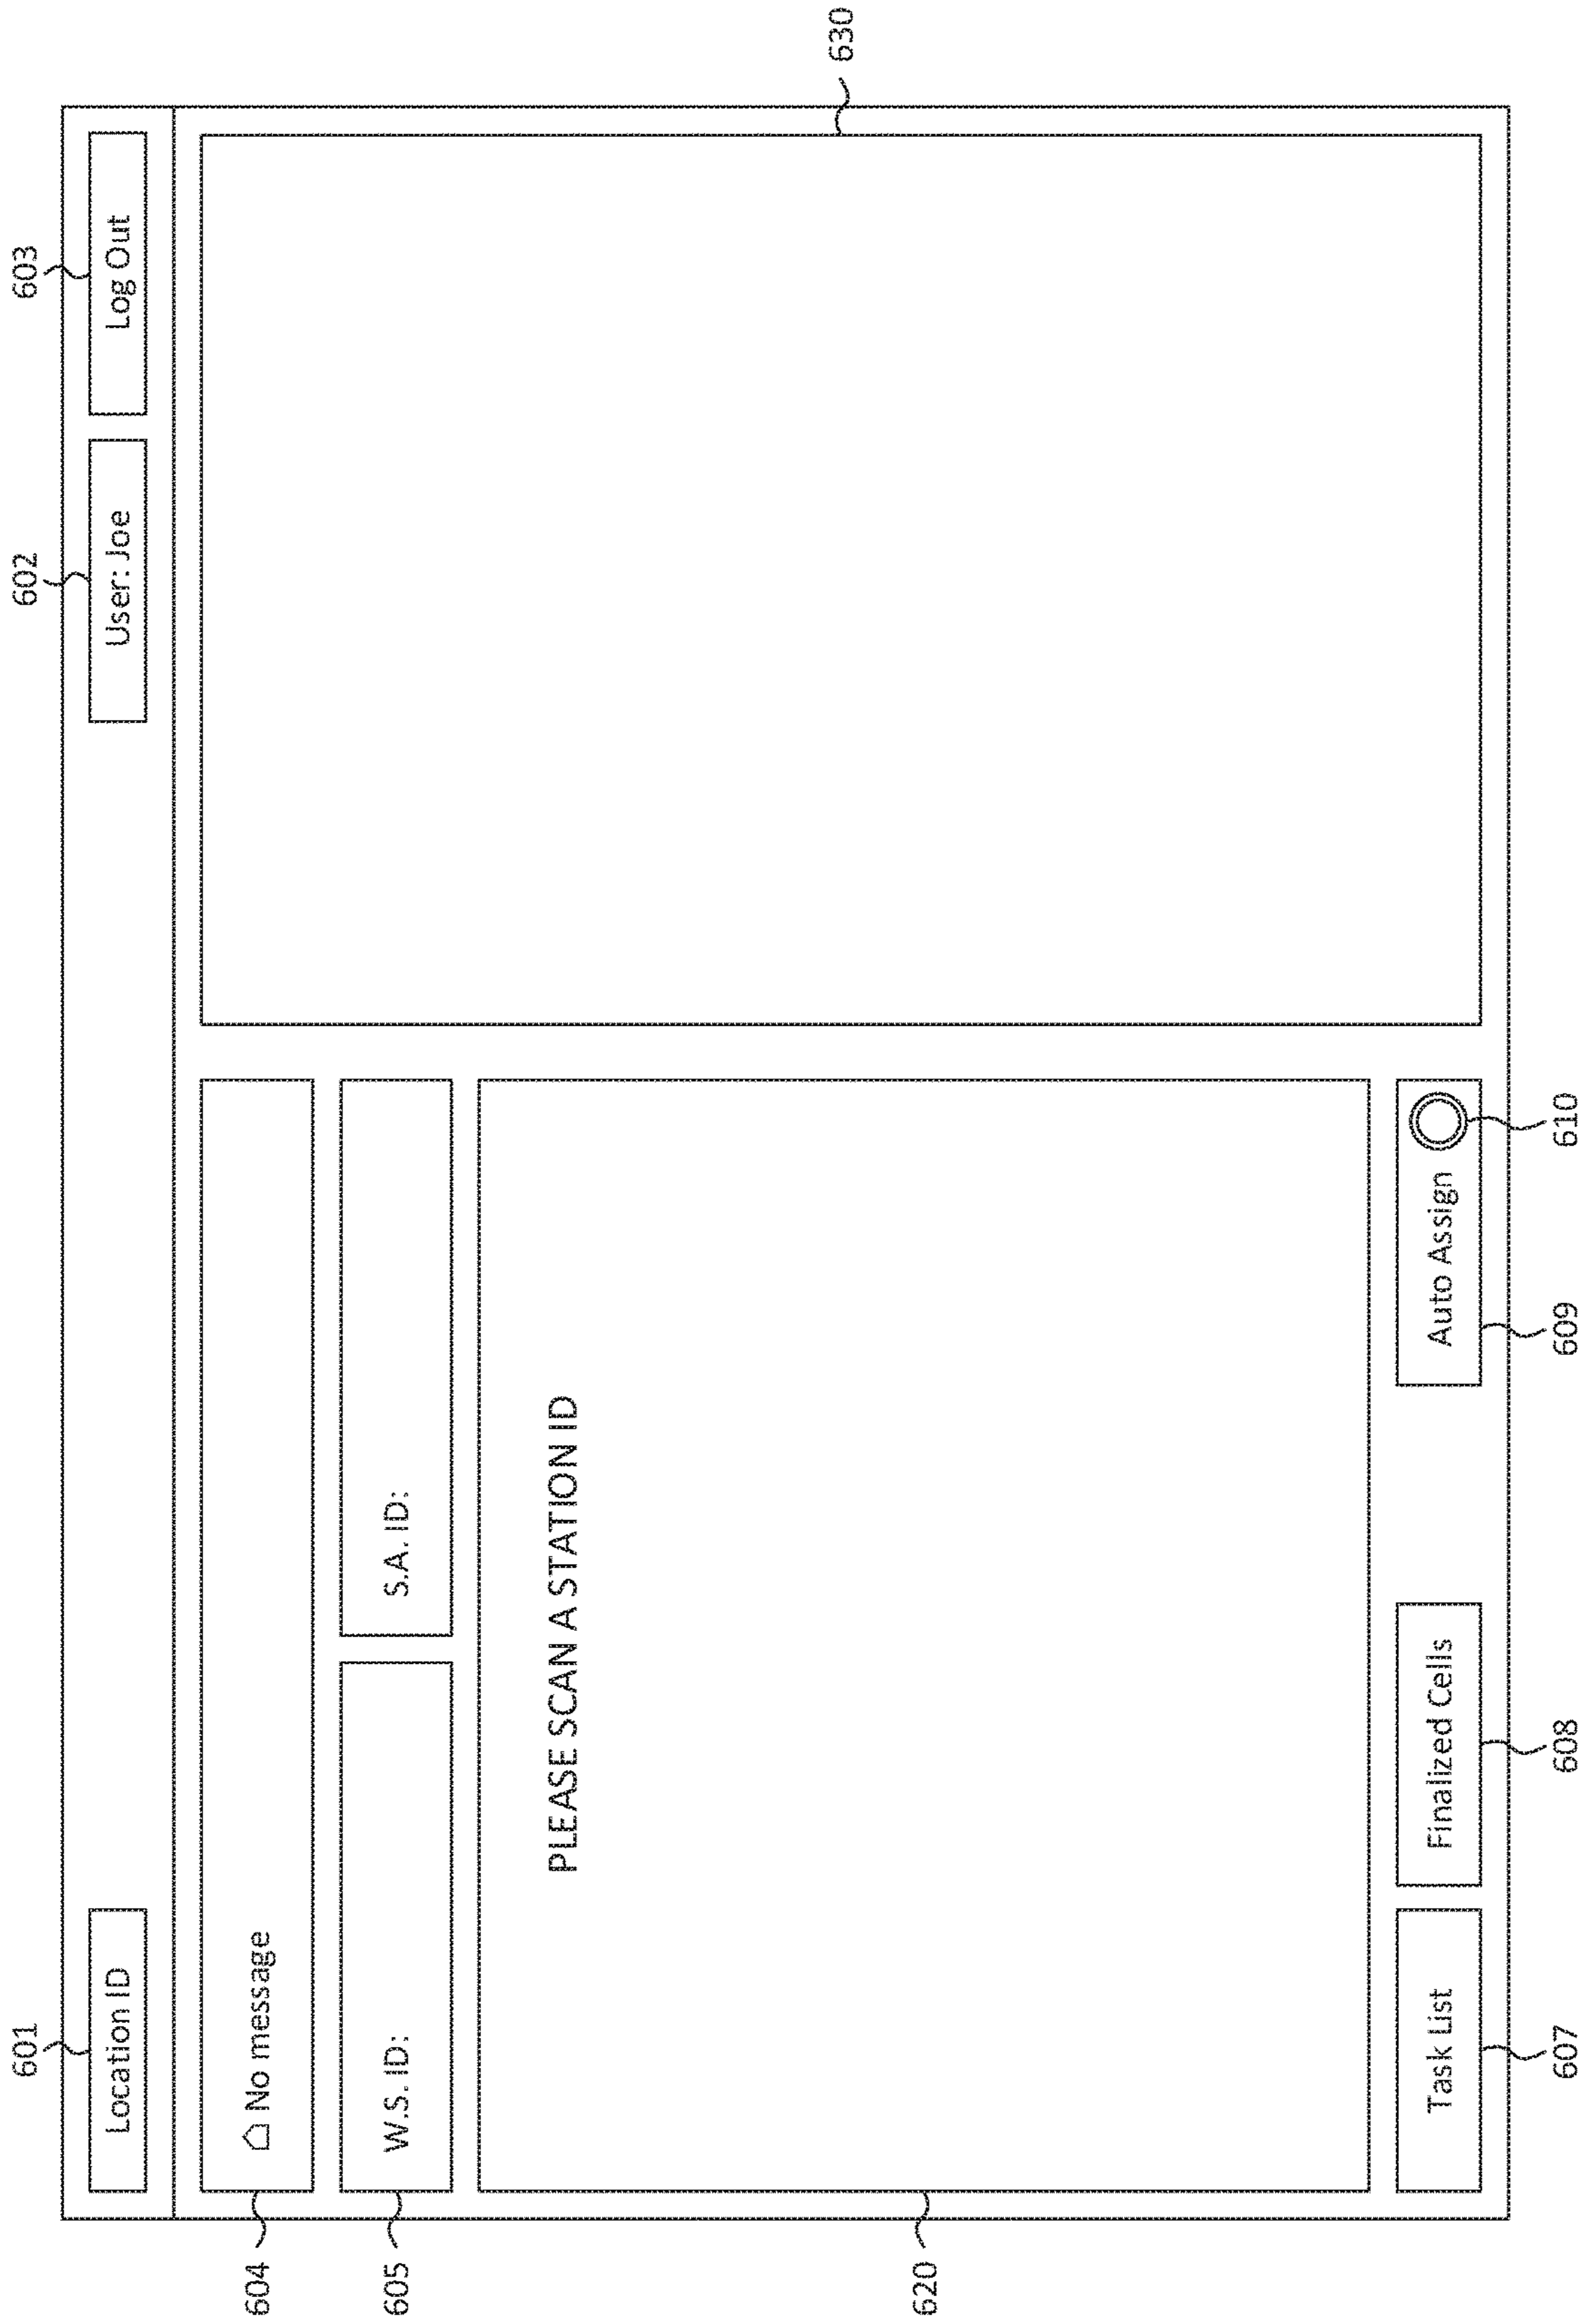 601
602
603
Location ID
User: Joe
Log Out
604
No message
605
W.S. ID:
S.A. ID:
630
620
PLEASE SCAN A STATION ID
Task List
Finalized Cells
Auto Assign
607
608
609
610